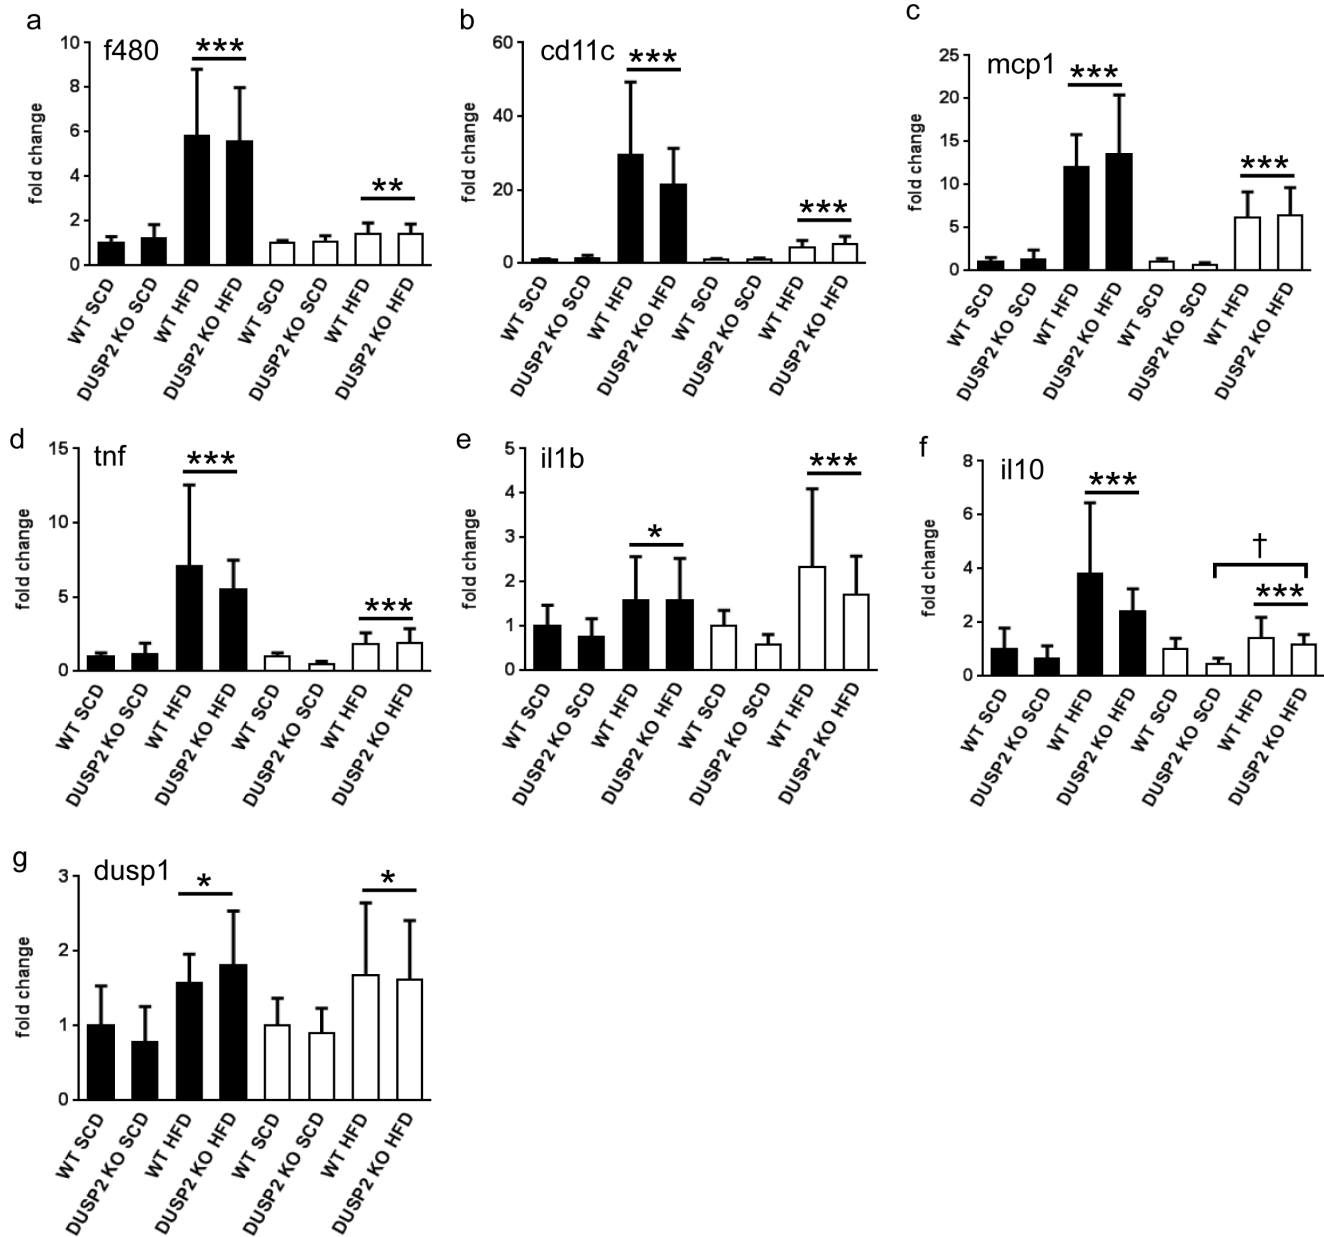 a
f480
***
**
fold change
10
8
6
4
2
0
WT SCD
DUSP2 KO SCD
WT HFD
DUSP2 KO HFD
WT SCD
DUSP2 KO SCD
WT HFD
DUSP2 KO HFD
b
cd11c
***
***
fold change
60
40
20
0
WT SCD
DUSP2 KO SCD
WT HFD
DUSP2 KO HFD
WT SCD
DUSP2 KO SCD
WT HFD
DUSP2 KO HFD
c
mcp1
***
***
fold change
25
20
15
10
5
0
WT SCD
DUSP2 KO SCD
WT HFD
DUSP2 KO HFD
WT SCD
DUSP2 KO SCD
WT HFD
DUSP2 KO HFD
d
tnf
***
***
fold change
15
10
5
0
WT SCD
DUSP2 KO SCD
WT HFD
DUSP2 KO HFD
WT SCD
DUSP2 KO SCD
WT HFD
DUSP2 KO HFD
e
il1b
*
***
fold change
5
4
3
2
1
0
WT SCD
DUSP2 KO SCD
WT HFD
DUSP2 KO HFD
WT SCD
DUSP2 KO SCD
WT HFD
DUSP2 KO HFD
f
il10
***
†
***
fold change
8
6
4
2
0
WT SCD
DUSP2 KO SCD
WT HFD
DUSP2 KO HFD
WT SCD
DUSP2 KO SCD
WT HFD
DUSP2 KO HFD
g
dusp1
*
*
fold change
3
2
1
0
WT SCD
DUSP2 KO SCD
WT HFD
DUSP2 KO HFD
WT SCD
DUSP2 KO SCD
WT HFD
DUSP2 KO HFD